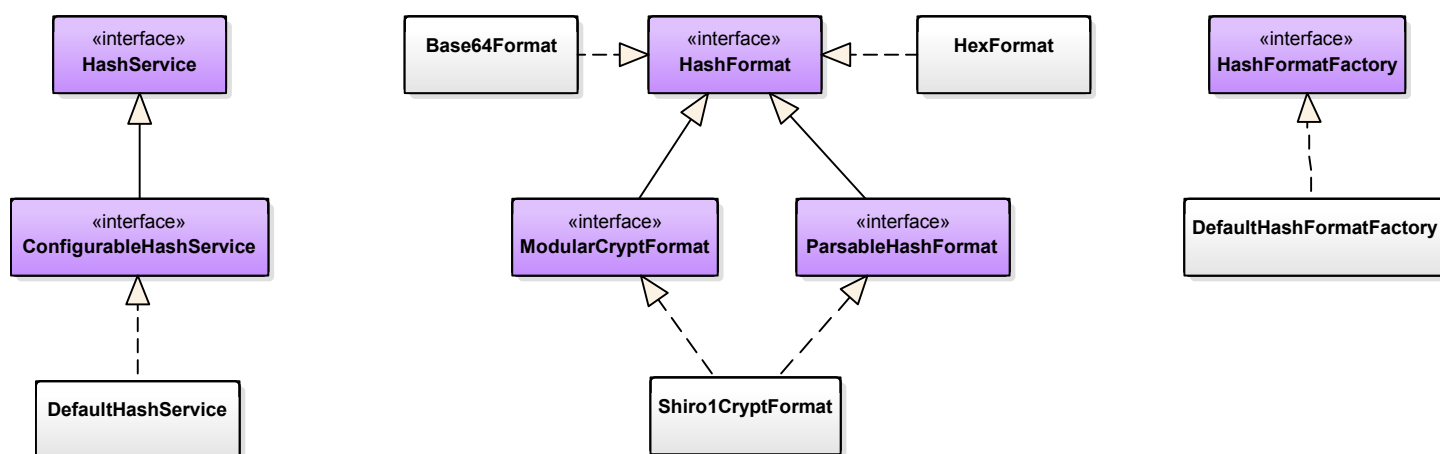 «interface»
HashService
Base64Format
«interface»
HashFormat
HexFormat
«interface»
HashFormatFactory
«interface»
ConfigurableHashService
«interface»
ModularCryptFormat
«interface»
ParsableHashFormat
DefaultHashFormatFactory
DefaultHashService
Shiro1CryptFormat